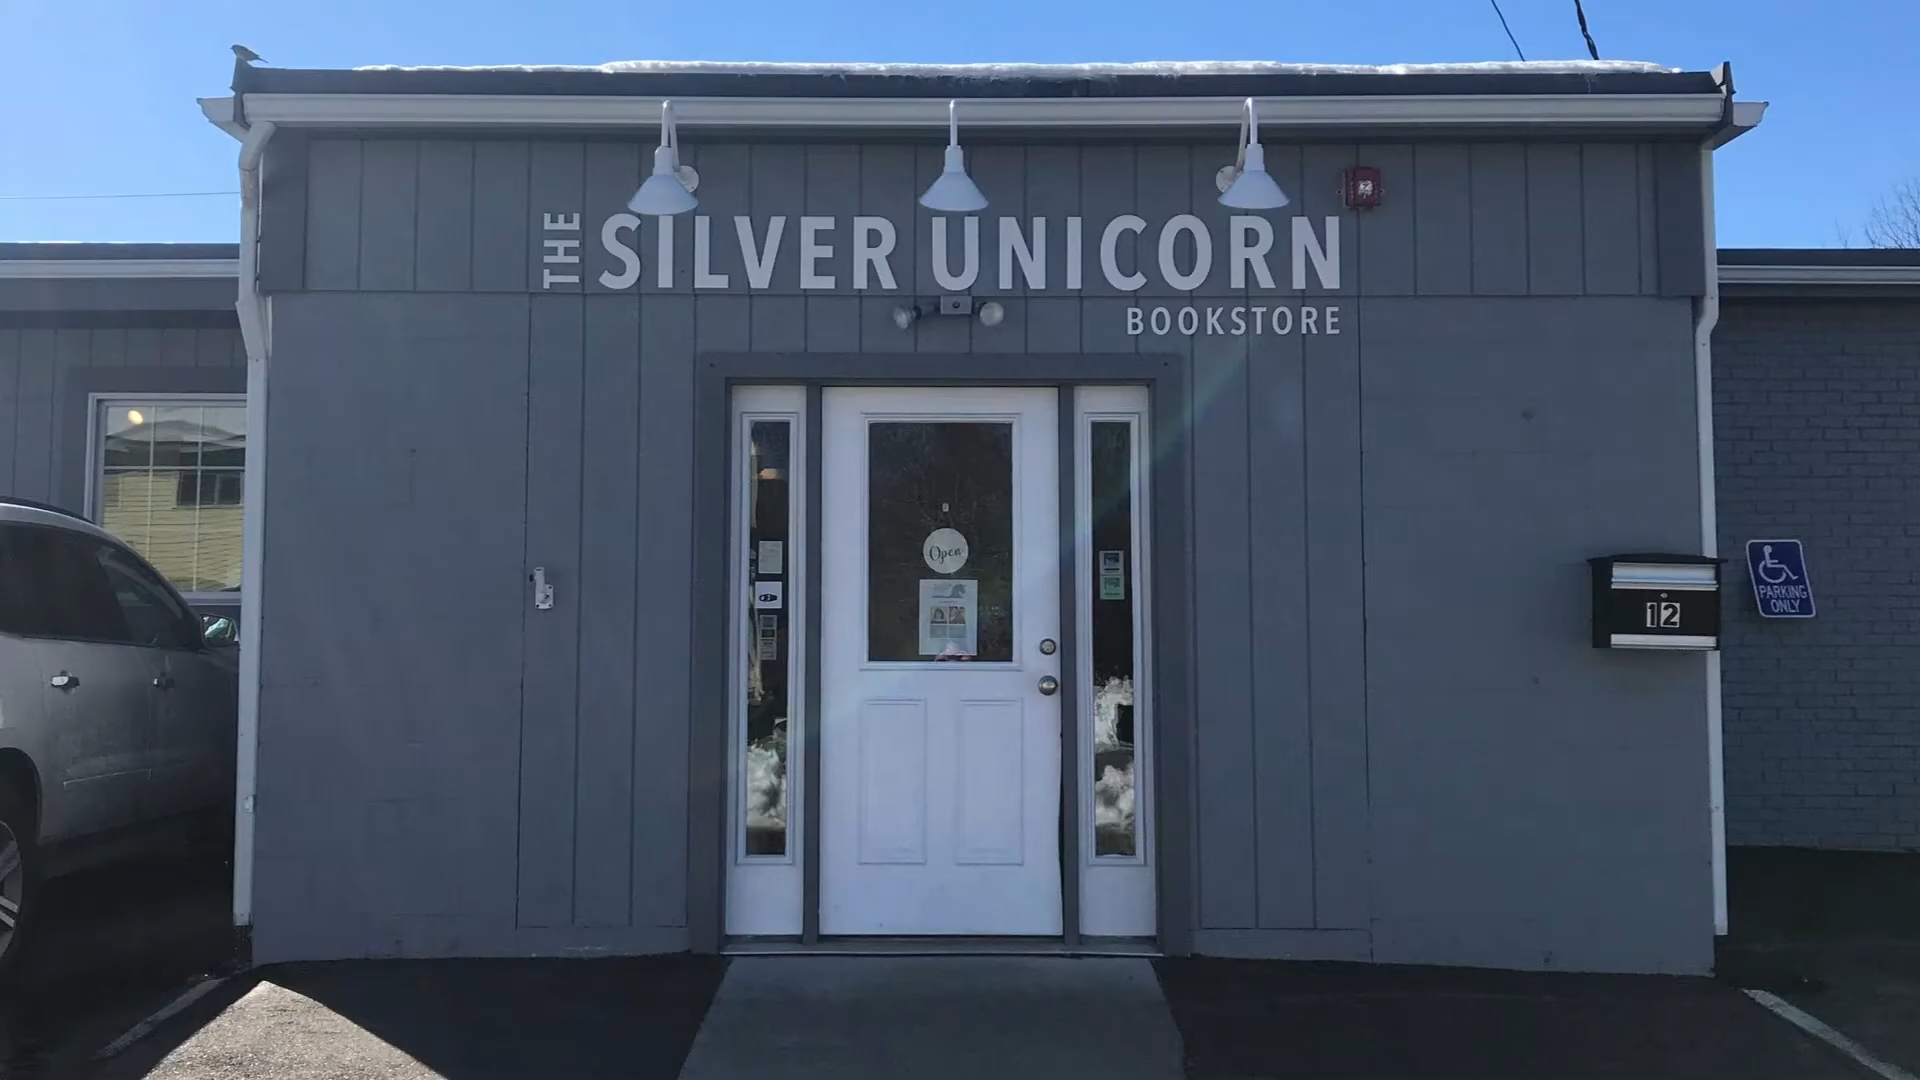 THE SILVER UNICORN
BOOKSTORE
Open
12
PARKING
ONLY